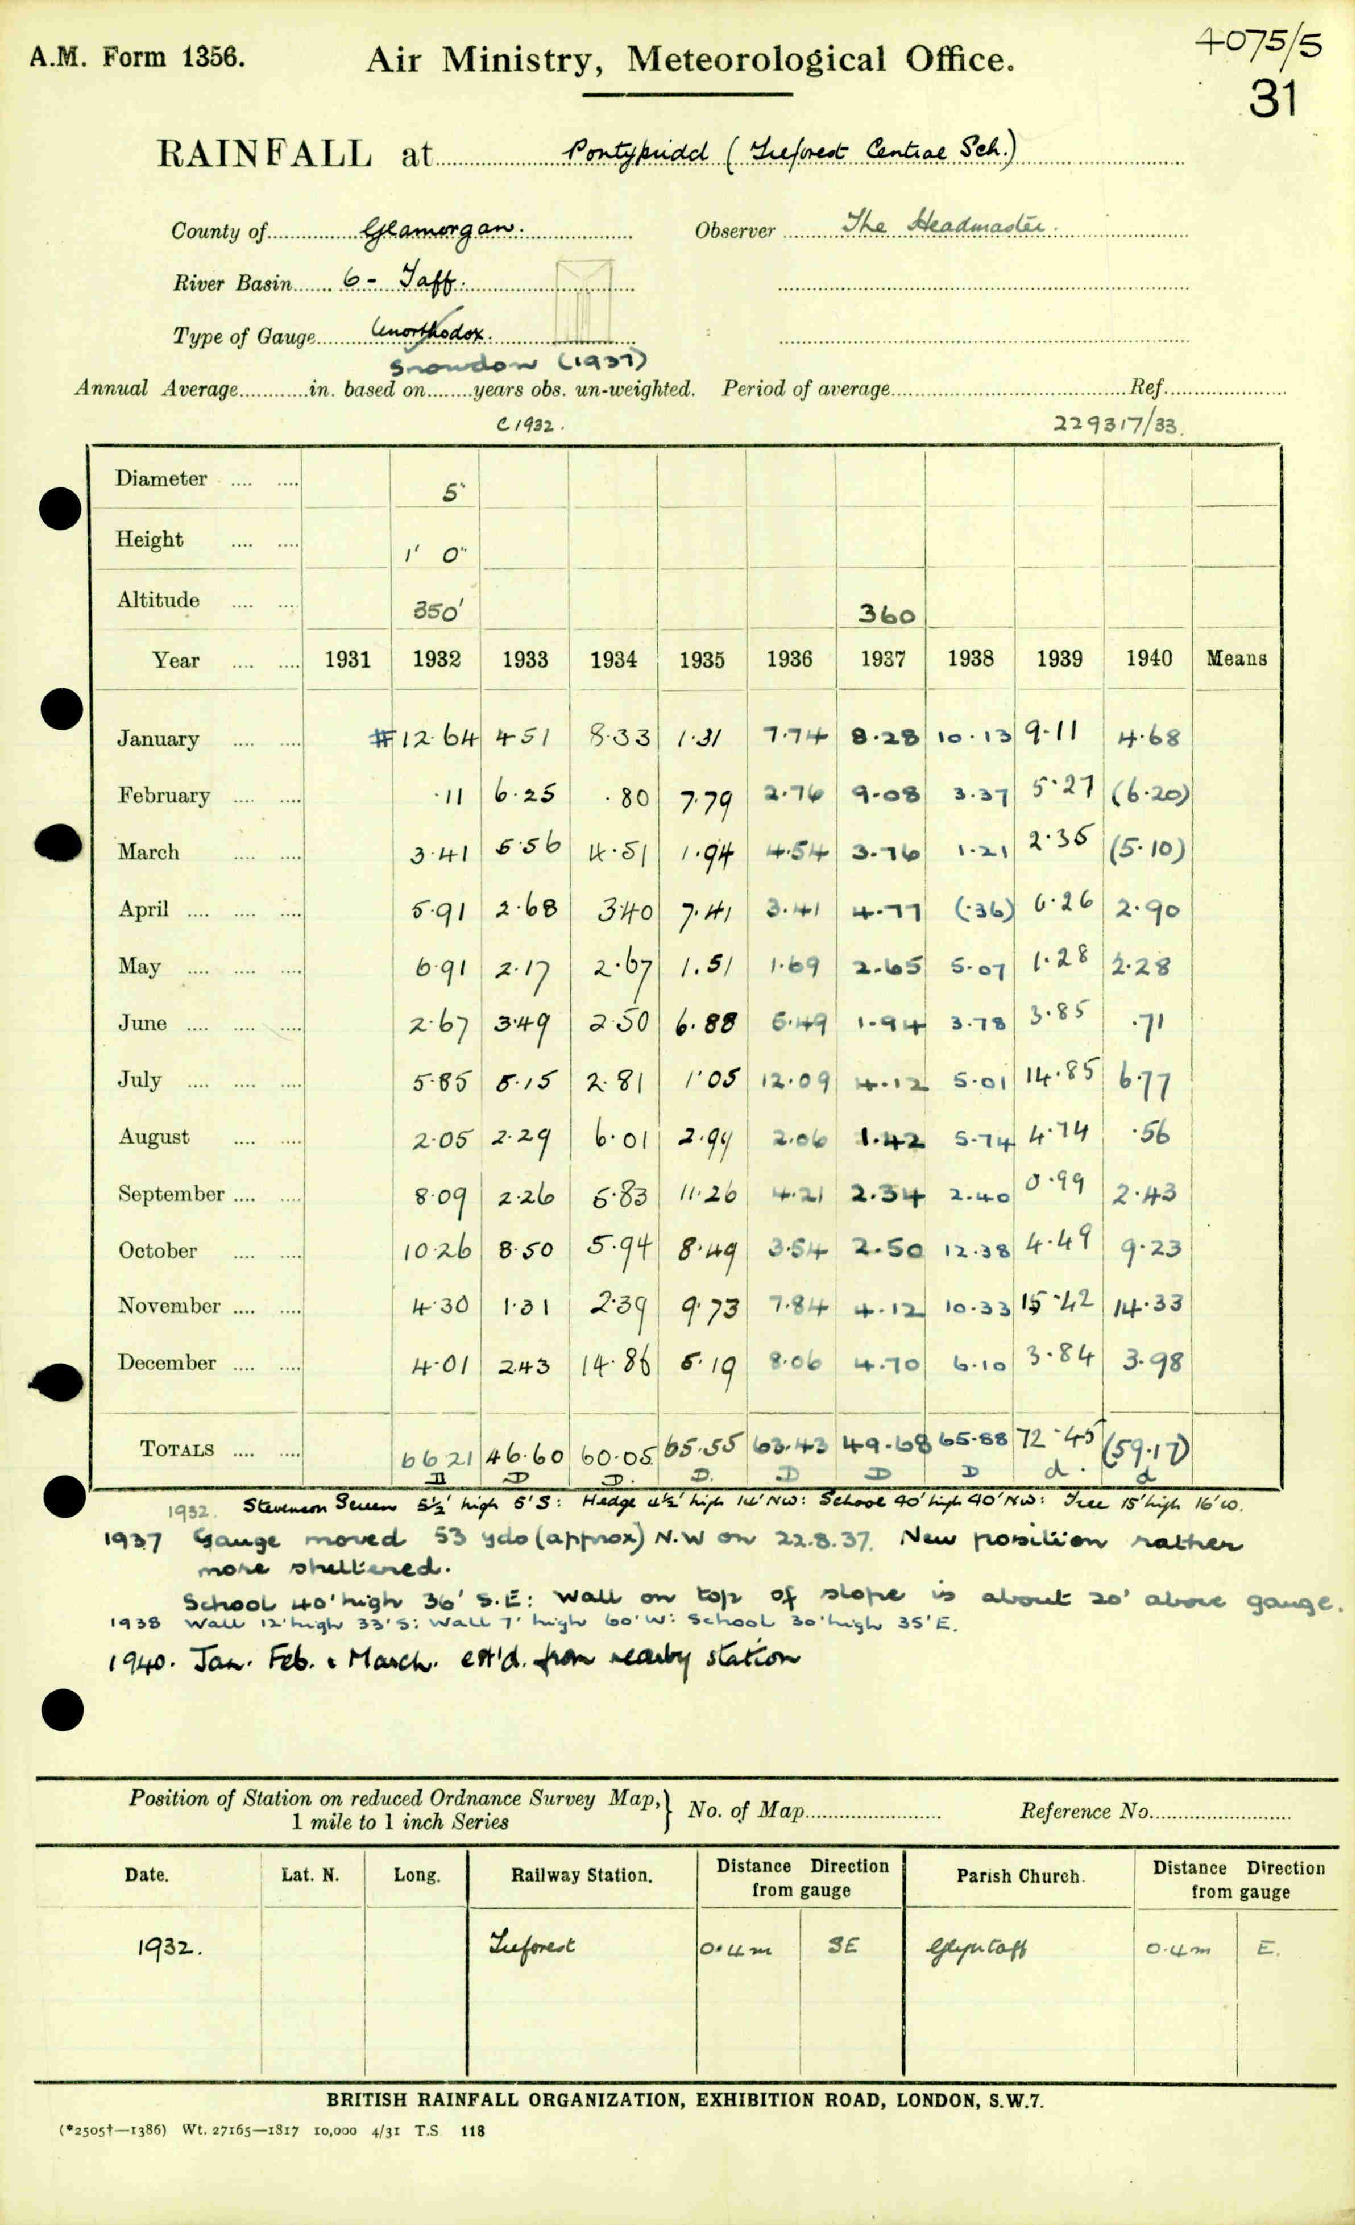 4075/5
A.M. Form 1356. Air Ministry, Meteorological Office.
31
RAINFALL at Pontypridd (Treforest Central Sch.)
County of Glamorgan. Observer The Headmaster.
River Basin 6 - Taff.
Type of Gauge Unorthodox.
Snowdon (1937)
Annual Average in. based on years obs. un-weighted. Period of average Ref.
C 1932. 229317/33.
Diameter 5"
Height 1' 0"
Altitude 350' 360
Year 1931 1932 1933 1934 1935 1936 1937 1938 1939 1940 Means
January #12.64 4.51 8.33 1.31 7.74 8.28 10.13 9.11 4.68
February .11 6.25 .80 7.79 2.76 9.08 3.37 5.27 (6.20)
March 3.41 5.56 4.51 1.94 4.54 3.76 1.21 2.35 (5.10)
April 5.91 2.68 3.40 7.41 3.41 4.77 (.36) 6.26 2.90
May 6.91 2.17 2.67 1.51 1.69 2.65 5.07 1.28 2.28
June 2.67 3.49 2.50 6.88 5.49 1.94 3.78 3.85 .71
July 5.85 5.15 2.81 1.05 12.09 4.12 5.01 14.85 6.77
August 2.05 2.29 6.01 2.99 2.06 1.42 5.74 4.74 .56
September 8.09 2.26 5.83 11.26 4.21 2.34 2.40 0.99 2.43
October 10.26 8.50 5.94 8.49 3.54 2.50 12.38 4.49 9.23
November 4.30 1.31 2.39 9.73 7.84 4.12 10.33 15.42 14.33
December 4.01 2.43 14.86 5.19 8.06 4.70 6.10 3.84 3.98
TOTALS 66.21 46.60 60.05 65.55 63.43 49.68 65.88 72.45 (59.17)
D D D. D. D D D d. d
1932. Stevenson Screen 5½' high 5' S: Hedge 4½' high 14' NW: School 40' high 40' NW: Tree 15' high 16' W.
1937 Gauge moved 53 yds (approx) N.W on 22.8.37. New position rather
more sheltered.
School 40' high 36' S.E: Wall on top of slope is about 20' above gauge.
1938 Wall 12' high 33' S: Wall 7' high 60' W: School 30' high 35' E.
1940. Jan. Feb. & March. est'd. from nearby station
Position of Station on reduced Ordnance Survey Map,} No. of Map Reference No.
1 mile to 1 inch Series
Date. Lat. N. Long. Railway Station. Distance Direction from gauge Parish Church. Distance Direction from gauge
1932. Treforest 0.4m SE Glyntaff 0.4m E.
BRITISH RAINFALL ORGANIZATION, EXHIBITION ROAD, LONDON, S.W.7.
(*2505†—1386) Wt. 27165—1817 10,000 4/31 T.S. 118